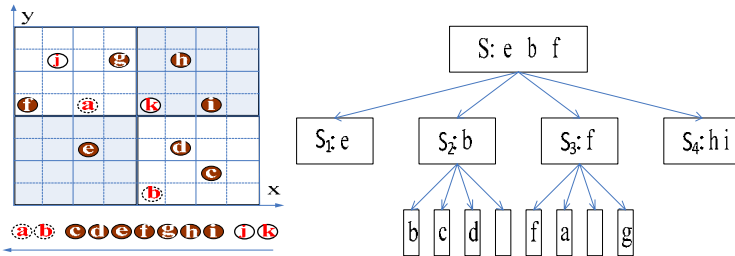 y
j g h
f a k i
e d
c
b
x
a b c d e f g h i j k
S: e b f
S1: e S2: b S3: f S4: h i
b c d f a g